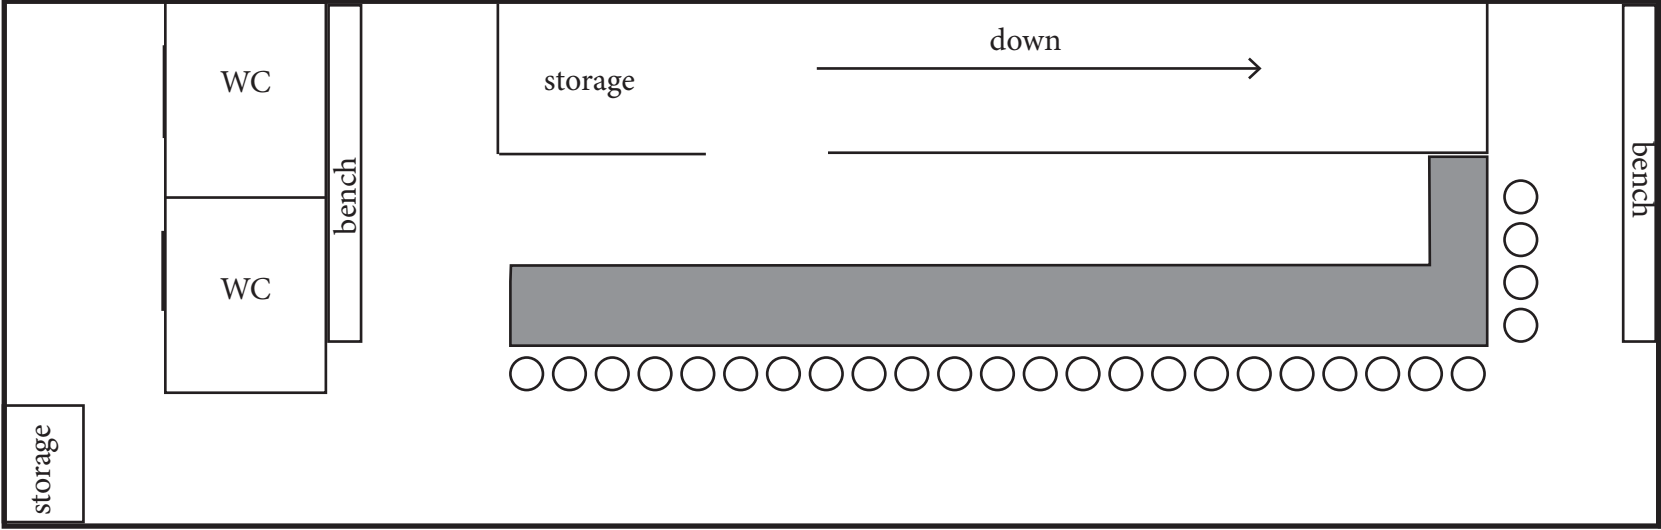 WC
bench
storage
down
bench
WC
storage